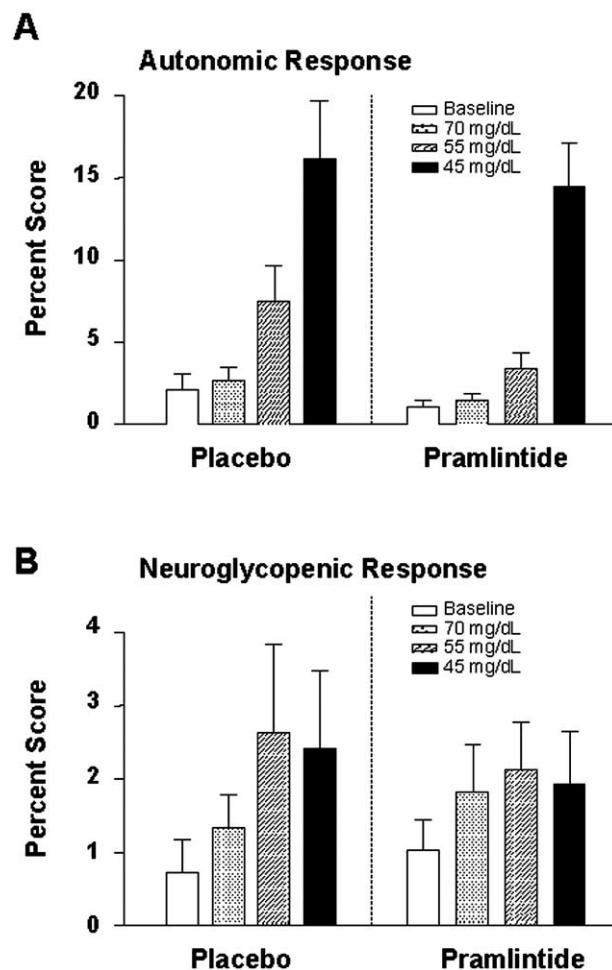 A
Autonomic Response
20
15
10
5
0
Percent Score
Baseline
70 mg/dL
55 mg/dL
45 mg/dL
Placebo
Pramlintide
B
Neuroglycopenic Response
4
3
2
1
0
Percent Score
Baseline
70 mg/dL
55 mg/dL
45 mg/dL
Placebo
Pramlintide